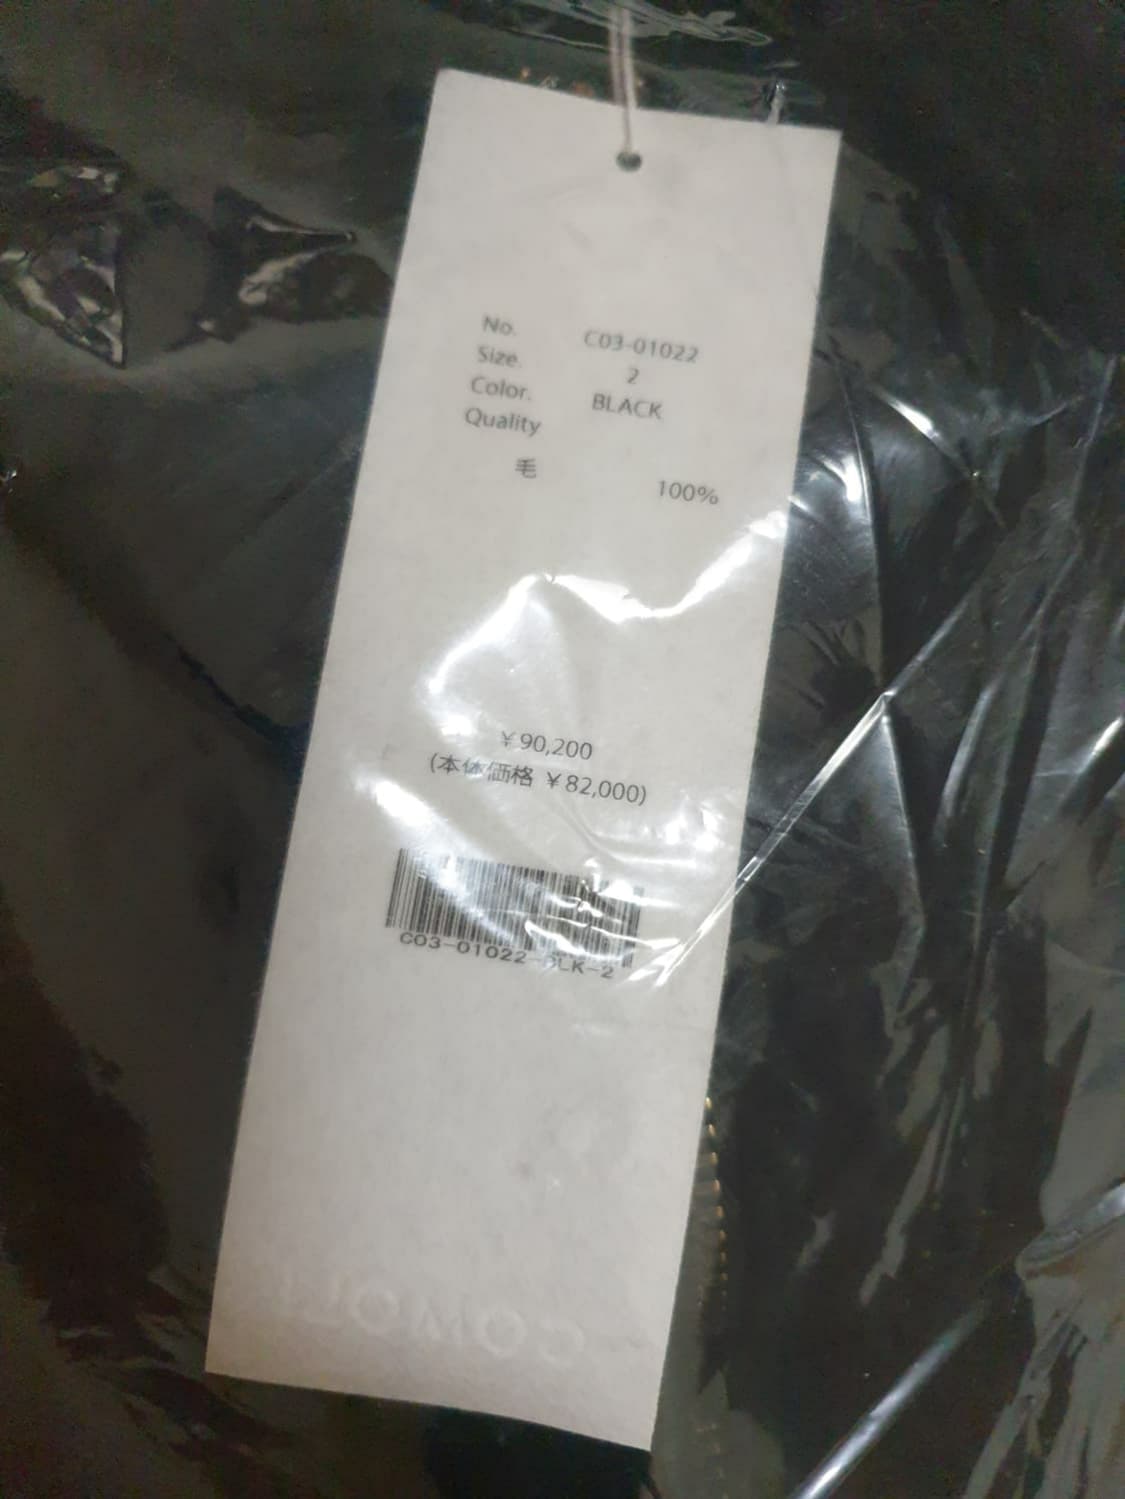 No. C03-01022
Size. 2
Color. BLACK
Quality
毛 100%
¥90,200
(本体価格 ¥82,000)
C03-01022-BLK-2